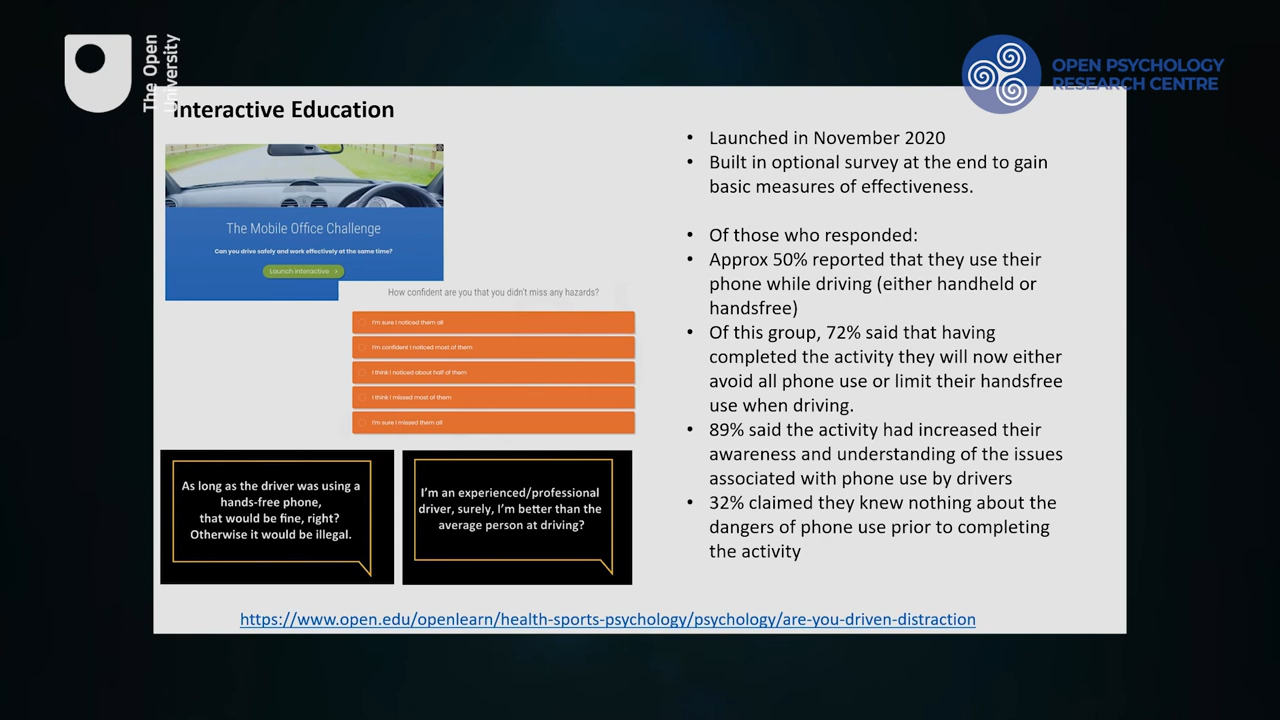 The Open
University
OPEN PSYCHOLOGY
RESEARCH CENTRE
Interactive Education
The Mobile Office Challenge
Can you drive safely and work effectively at the same time?
Launch interactive >
How confident are you that you didn't miss any hazards?
I'm sure I noticed them all
I'm confident I noticed most of them
I think I noticed about half of them
I think I missed most of them
I'm sure I missed them all
As long as the driver was using a
hands-free phone,
that would be fine, right?
Otherwise it would be illegal.
I'm an experienced/professional
driver, surely, I'm better than the
average person at driving?
• Launched in November 2020
• Built in optional survey at the end to gain
basic measures of effectiveness.
• Of those who responded:
• Approx 50% reported that they use their
phone while driving (either handheld or
handsfree)
• Of this group, 72% said that having
completed the activity they will now either
avoid all phone use or limit their handsfree
use when driving.
• 89% said the activity had increased their
awareness and understanding of the issues
associated with phone use by drivers
• 32% claimed they knew nothing about the
dangers of phone use prior to completing
the activity
https://www.open.edu/openlearn/health-sports-psychology/psychology/are-you-driven-distraction